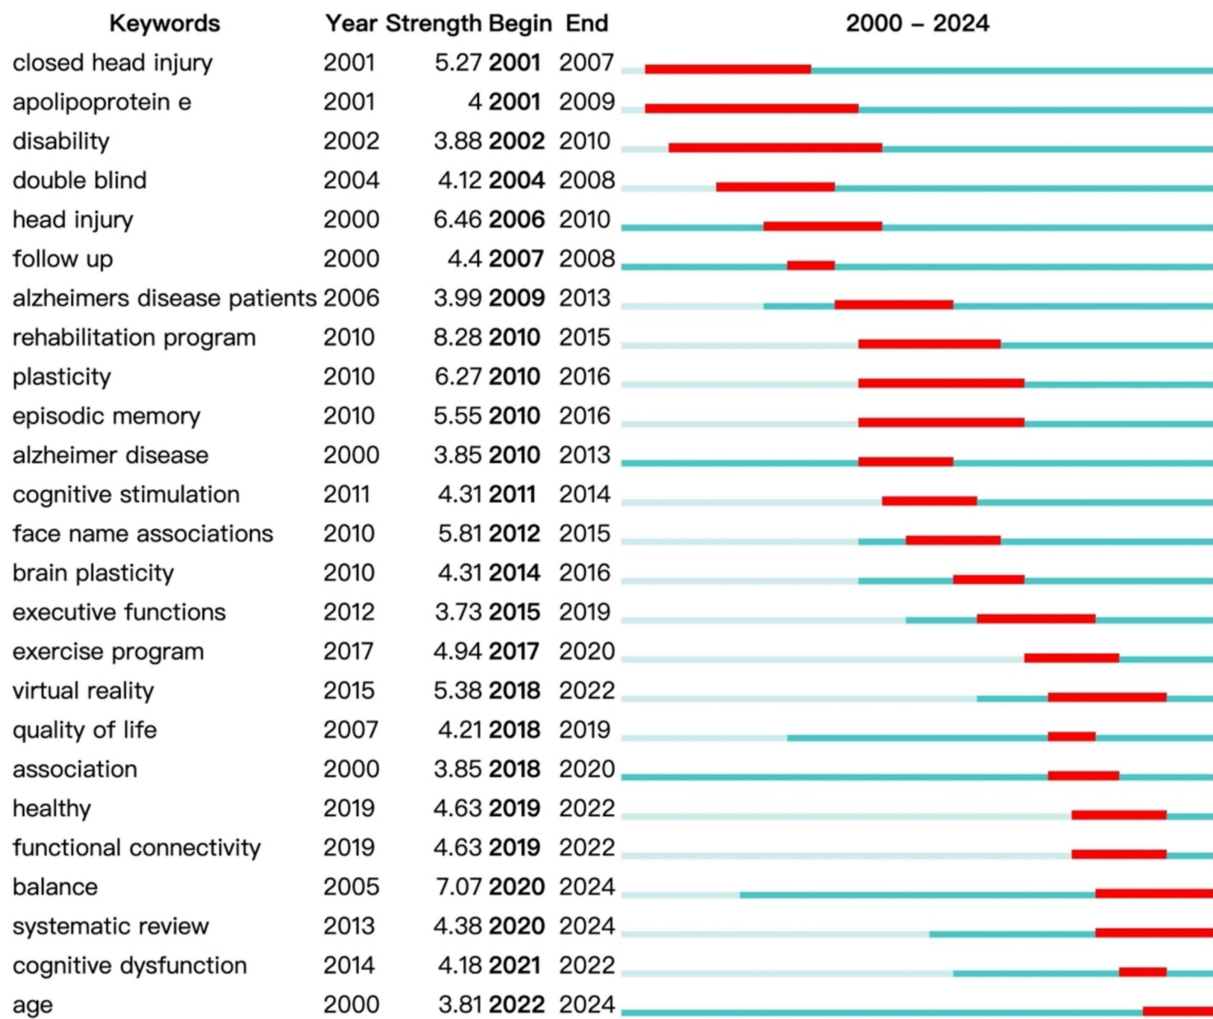 Keywords Year Strength Begin End 2000 – 2024
closed head injury 2001 5.27 2001 2007
apolipoprotein e 2001 4 2001 2009
disability 2002 3.88 2002 2010
double blind 2004 4.12 2004 2008
head injury 2000 6.46 2006 2010
follow up 2000 4.4 2007 2008
alzheimers disease patients 2006 3.99 2009 2013
rehabilitation program 2010 8.28 2010 2015
plasticity 2010 6.27 2010 2016
episodic memory 2010 5.55 2010 2016
alzheimer disease 2000 3.85 2010 2013
cognitive stimulation 2011 4.31 2011 2014
face name associations 2010 5.81 2012 2015
brain plasticity 2010 4.31 2014 2016
executive functions 2012 3.73 2015 2019
exercise program 2017 4.94 2017 2020
virtual reality 2015 5.38 2018 2022
quality of life 2007 4.21 2018 2019
association 2000 3.85 2018 2020
healthy 2019 4.63 2019 2022
functional connectivity 2019 4.63 2019 2022
balance 2005 7.07 2020 2024
systematic review 2013 4.38 2020 2024
cognitive dysfunction 2014 4.18 2021 2022
age 2000 3.81 2022 2024